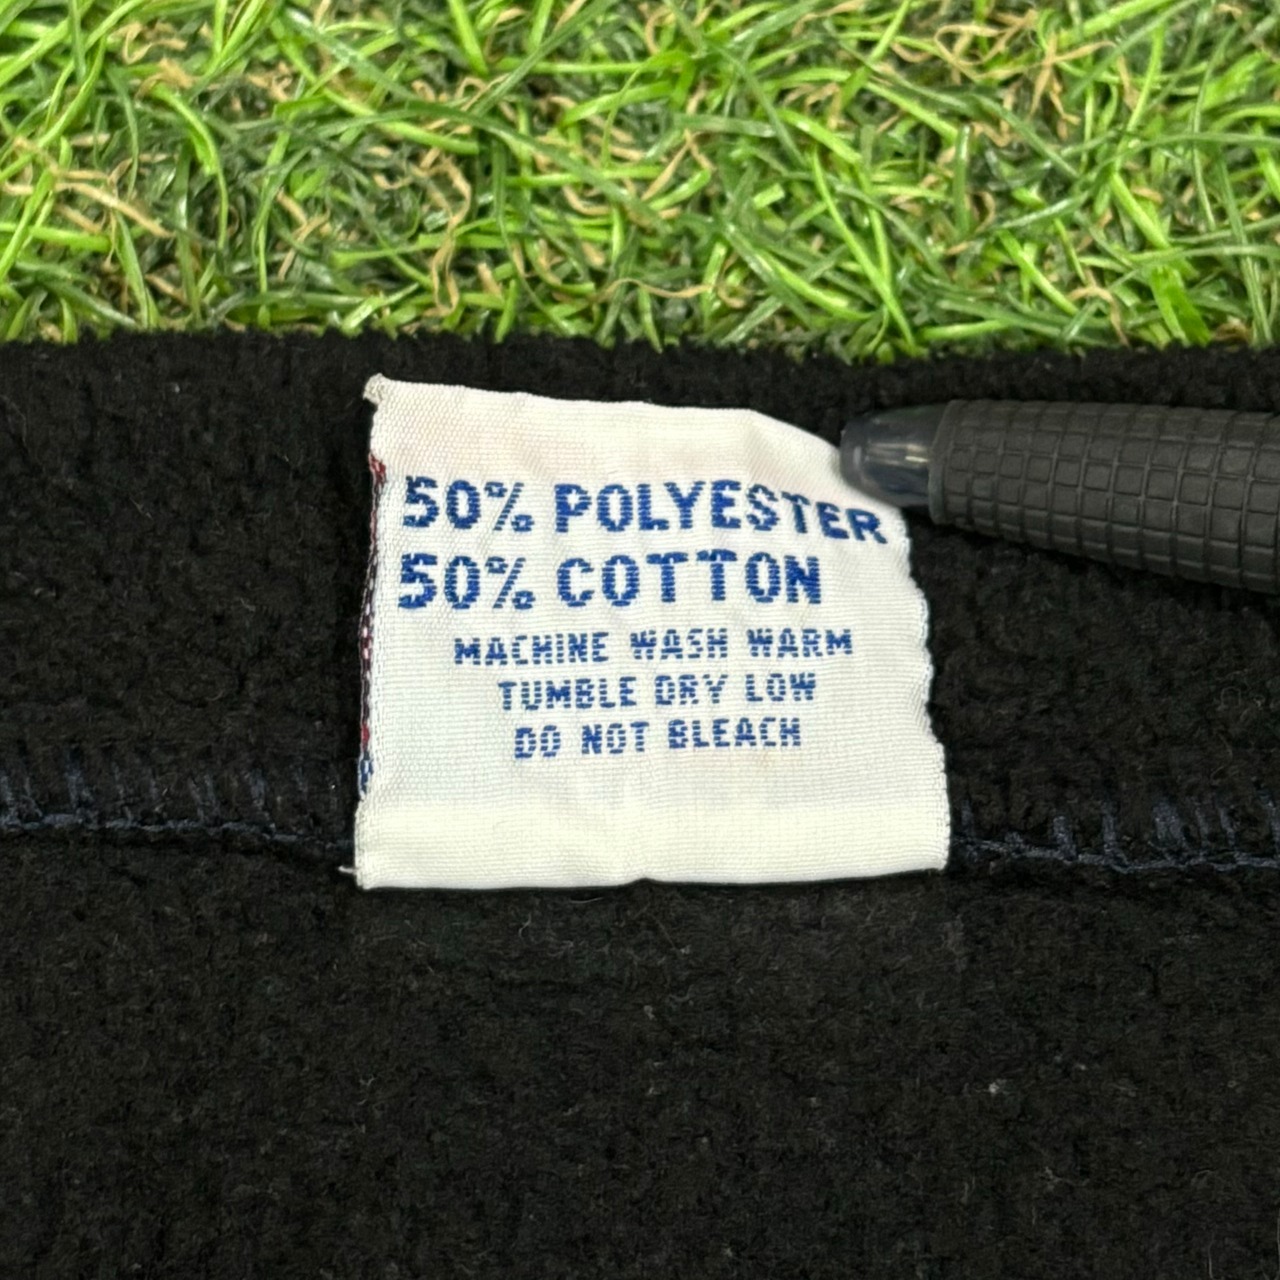 50% POLYESTER
50% COTTON
MACHINE WASH WARM
TUMBLE DRY LOW
DO NOT BLEACH